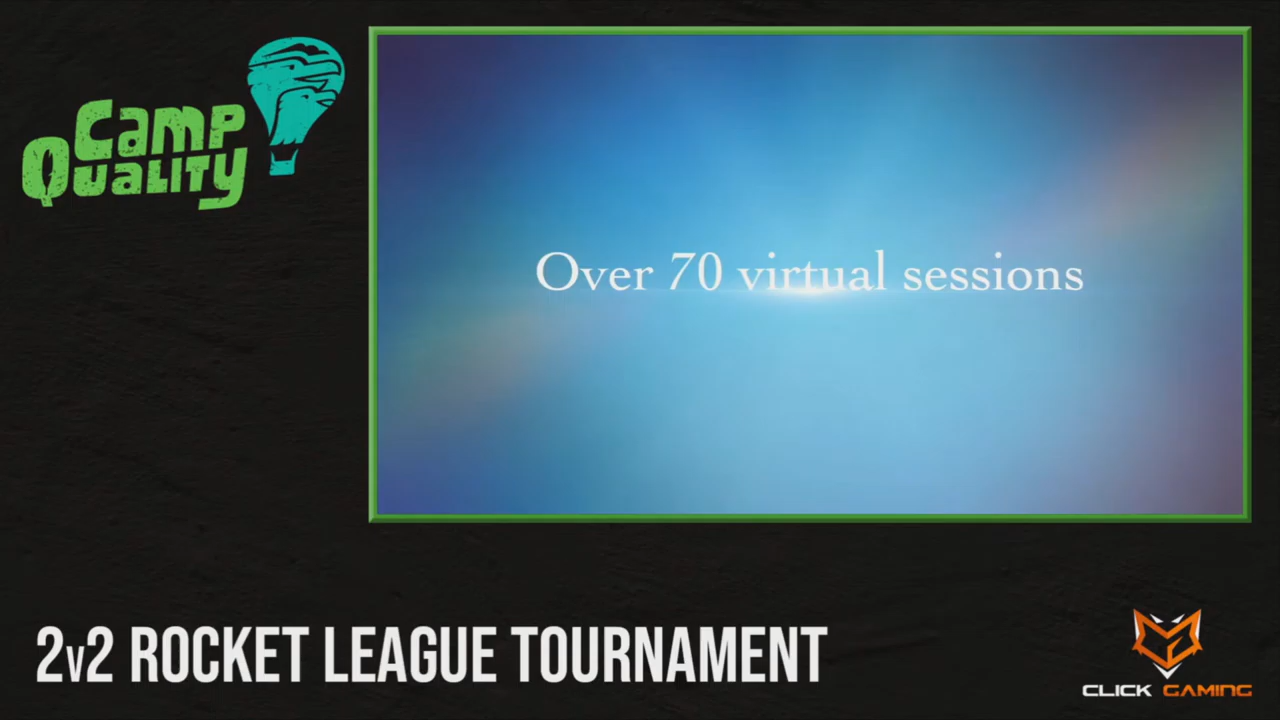 Camp
Quality
Over 70 virtual sessions
2v2 ROCKET LEAGUE TOURNAMENT
CLICK GAMING